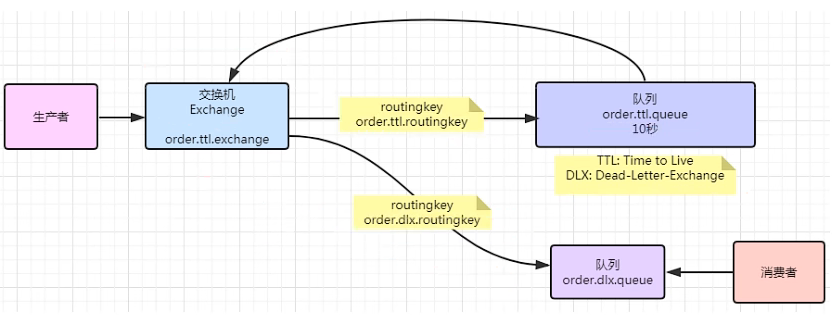 生产者
交换机
Exchange
order.ttl.exchange
routingkey
order.ttl.routingkey
队列
order.ttl.queue
10秒
TTL: Time to Live
DLX: Dead-Letter-Exchange
routingkey
order.dlx.routingkey
队列
order.dlx.queue
消费者